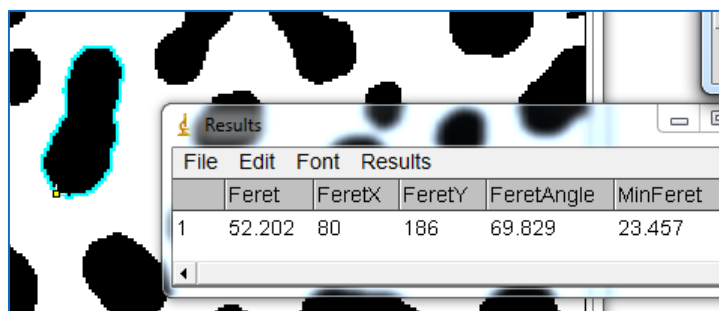 Results
File Edit Font Results
Feret FeretX FeretY FeretAngle MinFeret
1 52.202 80 186 69.829 23.457